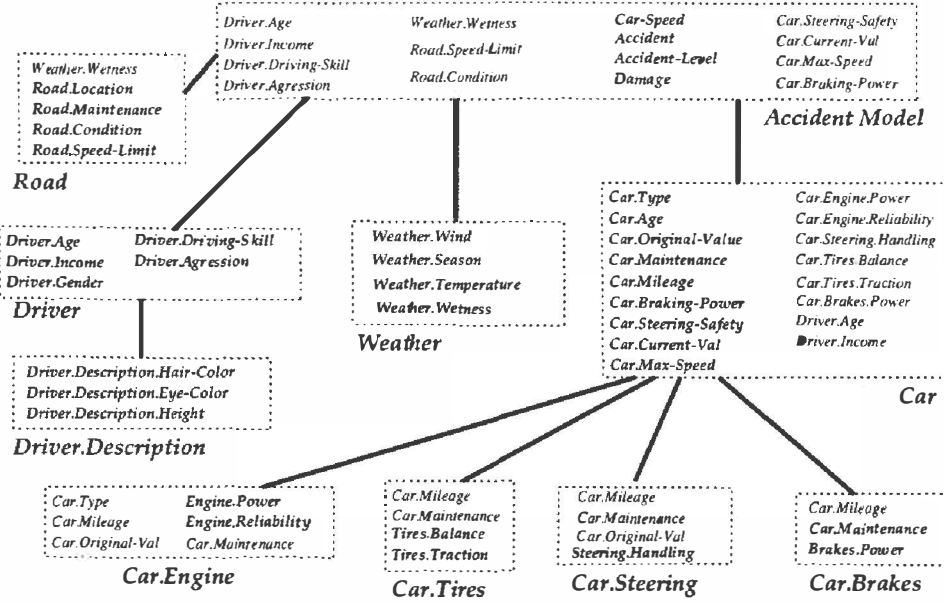 Driver.Age
Driver.Income
Driver.Driving-Skill
Driver.Agression
Weather.Wetness
Road.Speed-Limit
Road.Condition
Car-Speed
Accident
Accident-Level
Damage
Car.Steering-Safety
Car.Current-Val
Car.Max-Speed
Car.Braking-Power
Accident Model
Weather.Wetness
Road.Location
Road.Maintenance
Road.Condition
Road.Speed-Limit
Road
Driver.Age
Driver.Income
Driver.Gender
Driver.Driving-Skill
Driver.Agression
Driver
Weather.Wind
Weather.Season
Weather.Temperature
Weather.Wetness
Weather
Car.Type
Car.Age
Car.Original-Value
Car.Maintenance
Car.Mileage
Car.Braking-Power
Car.Steering-Safety
Car.Current-Val
Car.Max-Speed
Car.Engine.Power
Car.Engine.Reliability
Car.Steering.Handling
Car.Tires.Balance
Car.Tires.Traction
Car.Brakes.Power
Driver.Age
Driver.Income
Car
Driver.Description.Hair-Color
Driver.Description.Eye-Color
Driver.Description.Height
Driver.Description
Car.Type
Car.Mileage
Car.Original-Val
Engine.Power
Engine.Reliability
Car.Maintenance
Car.Engine
Car.Mileage
Car.Maintenance
Tires.Balance
Tires.Traction
Car.Tires
Car.Mileage
Car.Maintenance
Car.Original-Val
Steering.Handling
Car.Steering
Car.Mileage
Car.Maintenance
Brakes.Power
Car.Brakes